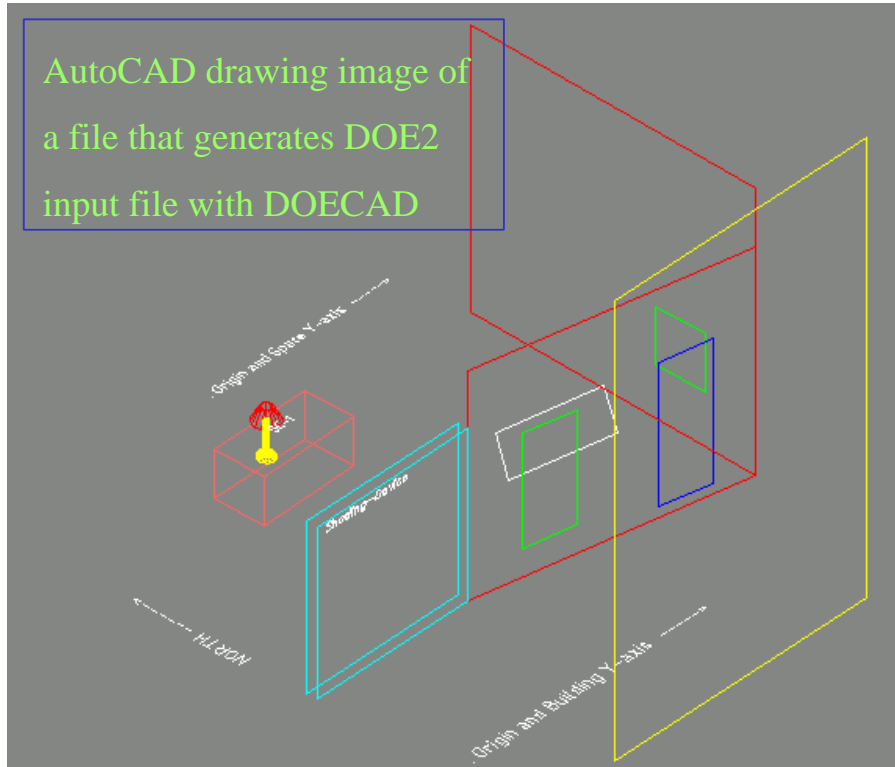 AutoCAD drawing image of
a file that generates DOE2
input file with DOECAD
.Origin and Space Y-axis
Shading-Device
NORTH
.Origin and Building Y-axis